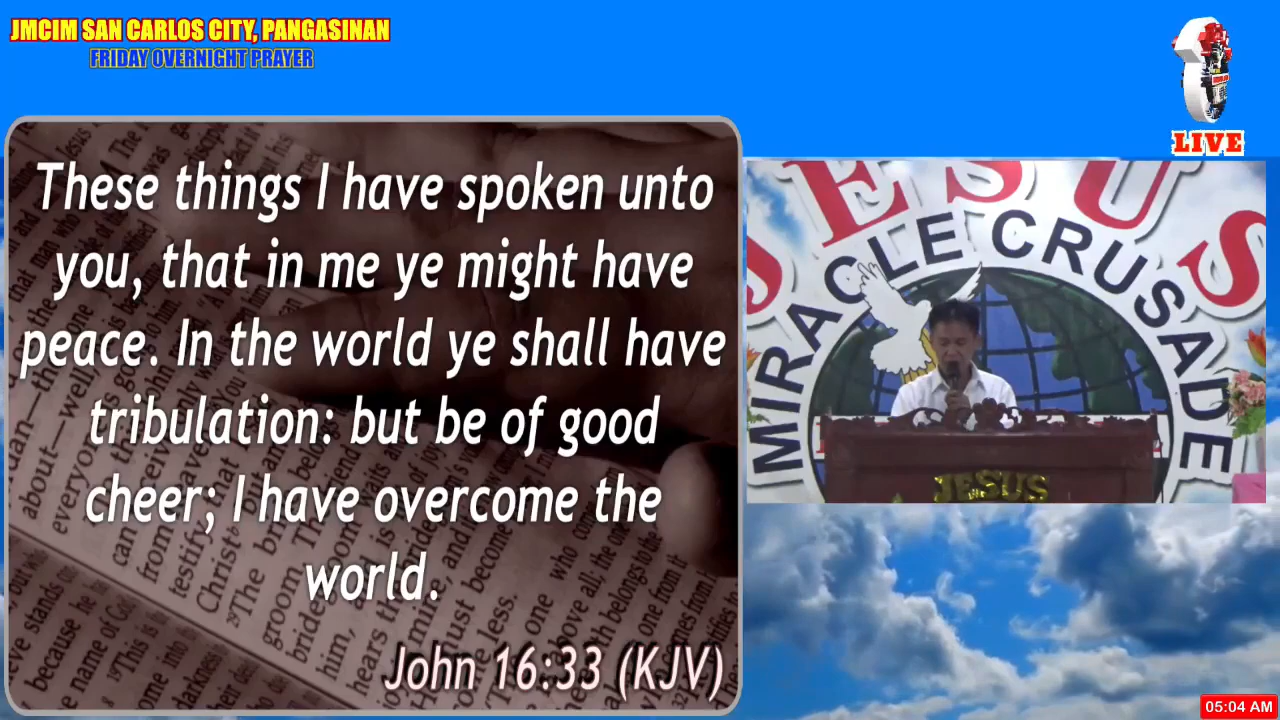 JMCIM SAN CARLOS CITY, PANGASINAN
FRIDAY OVERNIGHT PRAYER
LIVE
These things I have spoken unto
you, that in me ye might have
peace. In the world ye shall have
tribulation: but be of good
cheer; I have overcome the
world.
John 16:33 (KJV)
JESUS
MIRACLE CRUSADE
JESUS
05:04 AM